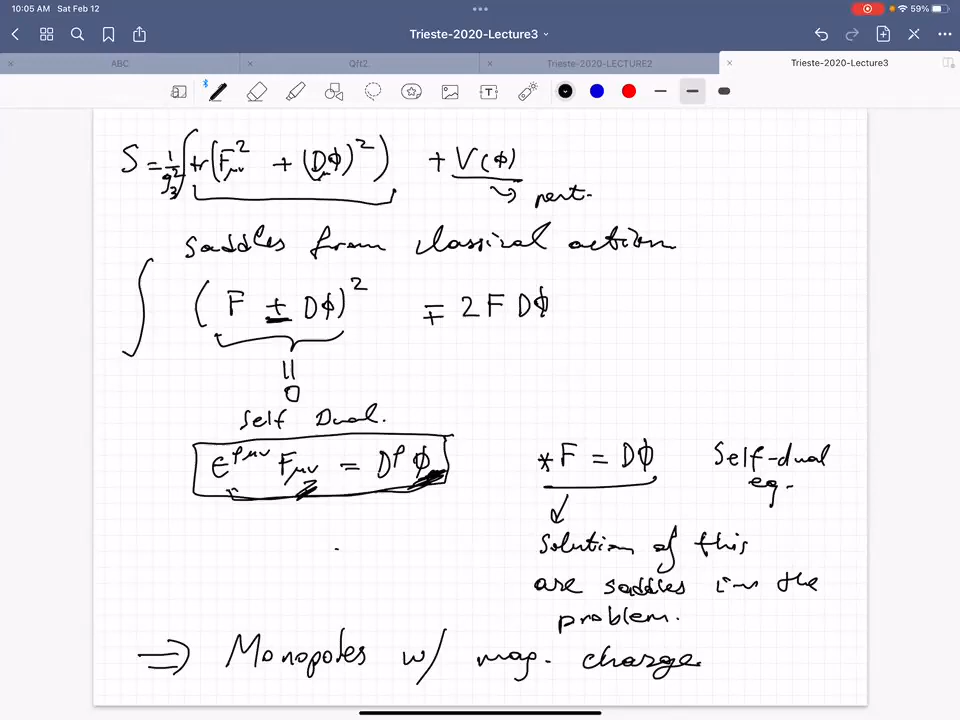 10:05 AM Sat Feb 12
59%
Trieste-2020-Lecture3
ABC
Qft2
Trieste-2020-LECTURE2
Trieste-2020-Lecture3
S = 1/g₃² ∫ tr(F_μν² + (D_μφ)²) + V(φ)
pert.
saddles from classical action
∫ (F ± Dφ)² ∓ 2 F Dφ
= 0
Self Dual.
ε^ρμν F_μν = D^ρ φ
*F = Dφ Self-dual
eq.
Solution of this
are saddles in the
problem.
⇒ Monopoles w/ mag. charge